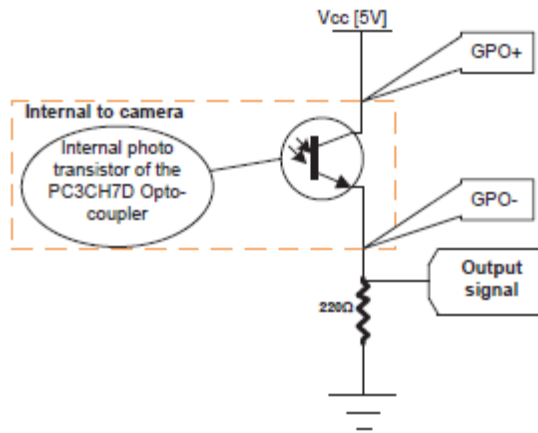 Vcc [5V]
GPO+
Internal to camera
Internal photo
transistor of the
PC3CH7D Opto-
coupler
GPO-
Output
signal
220Ω